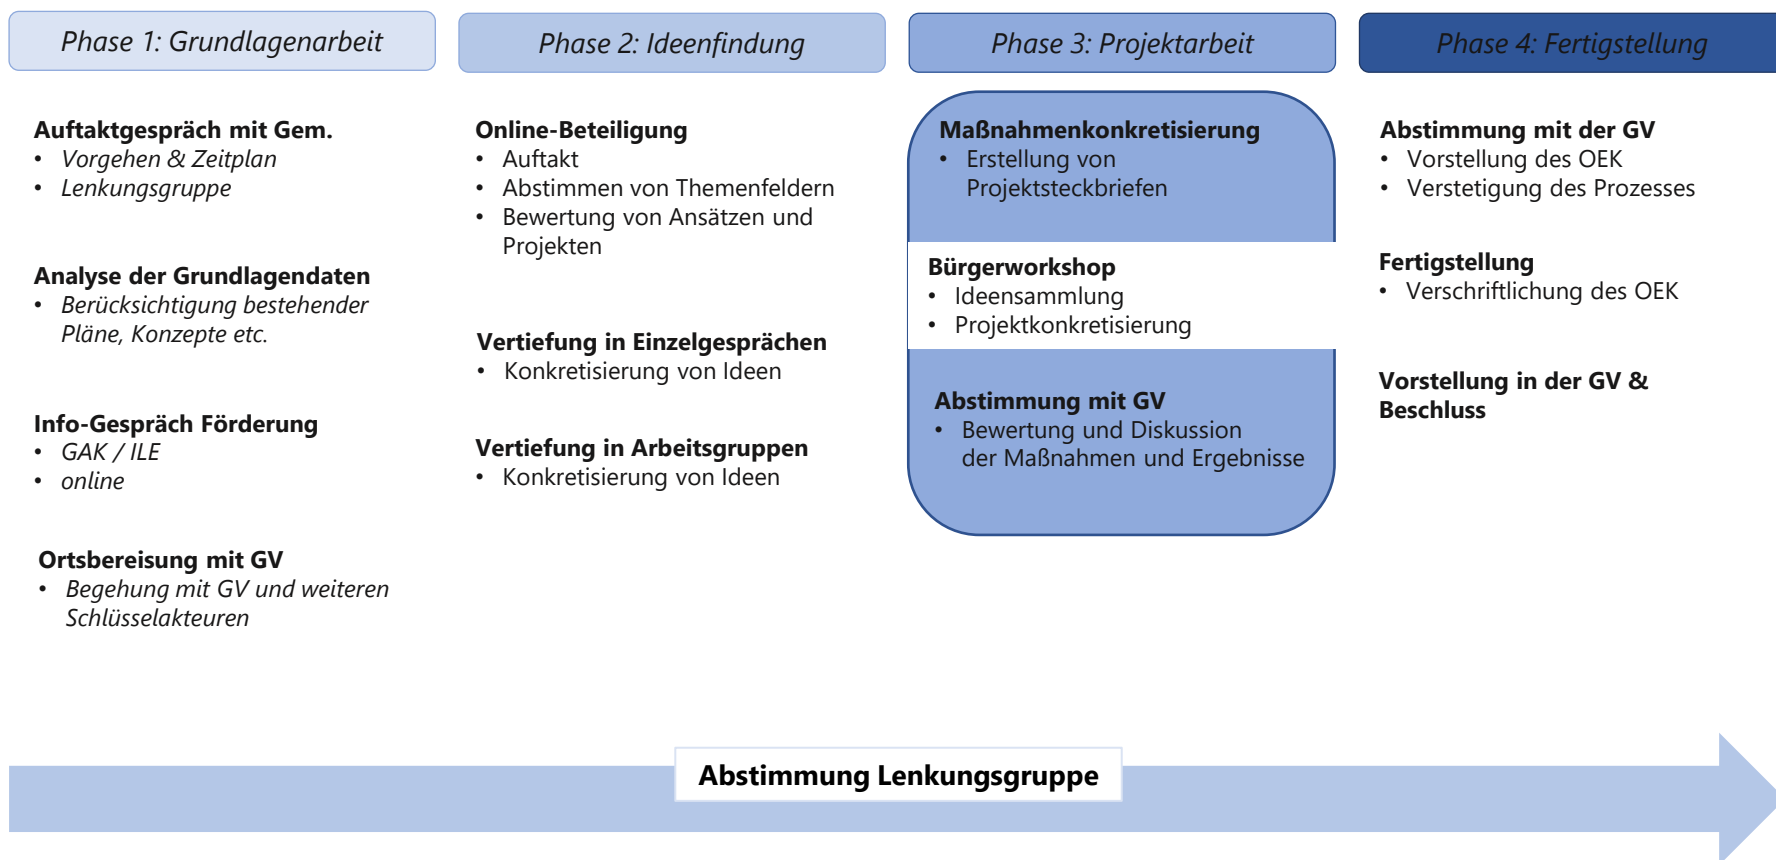 Phase 1: Grundlagenarbeit
Auftaktgespräch mit Gem.
• Vorgehen & Zeitplan
• Lenkungsgruppe
Analyse der Grundlagendaten
• Berücksichtigung bestehender
Pläne, Konzepte etc.
Info-Gespräch Förderung
• GAK / ILE
• online
Ortsbereisung mit GV
• Begehung mit GV und weiteren
Schlüsselakteuren
Phase 2: Ideenfindung
Online-Beteiligung
• Auftakt
• Abstimmen von Themenfeldern
• Bewertung von Ansätzen und
Projekten
Vertiefung in Einzelgesprächen
• Konkretisierung von Ideen
Vertiefung in Arbeitsgruppen
• Konkretisierung von Ideen
Phase 3: Projektarbeit
Maßnahmenkonkretisierung
• Erstellung von
Projektsteckbriefen
Bürgerworkshop
• Ideensammlung
• Projektkonkretisierung
Abstimmung mit GV
• Bewertung und Diskussion
der Maßnahmen und Ergebnisse
Phase 4: Fertigstellung
Abstimmung mit der GV
• Vorstellung des OEK
• Verstetigung des Prozesses
Fertigstellung
• Verschriftlichung des OEK
Vorstellung in der GV &
Beschluss
Abstimmung Lenkungsgruppe